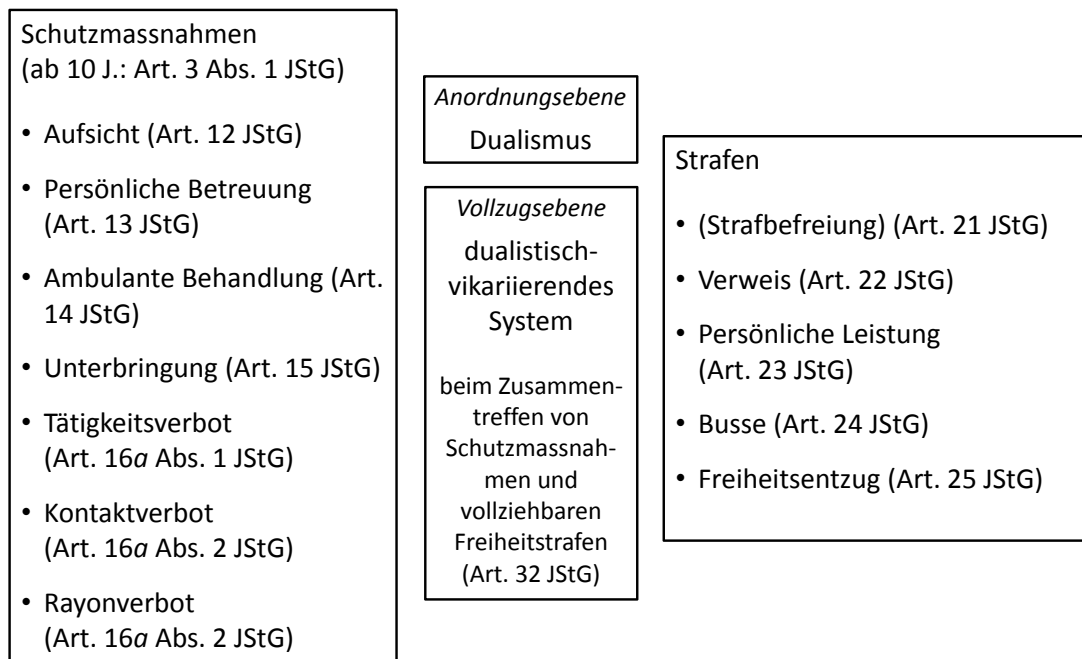 Schutzmassnahmen
(ab 10 J.: Art. 3 Abs. 1 JStG)
• Aufsicht (Art. 12 JStG)
• Persönliche Betreuung
(Art. 13 JStG)
• Ambulante Behandlung (Art.
14 JStG)
• Unterbringung (Art. 15 JStG)
• Tätigkeitsverbot
(Art. 16a Abs. 1 JStG)
• Kontaktverbot
(Art. 16a Abs. 2 JStG)
• Rayonverbot
(Art. 16a Abs. 2 JStG)
Anordnungsebene
Dualismus
Vollzugsebene
dualistisch-
vikariierendes
System
beim Zusammen-
treffen von
Schutzmassnah-
men und
vollziehbaren
Freiheitstrafen
(Art. 32 JStG)
Strafen
• (Strafbefreiung) (Art. 21 JStG)
• Verweis (Art. 22 JStG)
• Persönliche Leistung
(Art. 23 JStG)
• Busse (Art. 24 JStG)
• Freiheitsentzug (Art. 25 JStG)